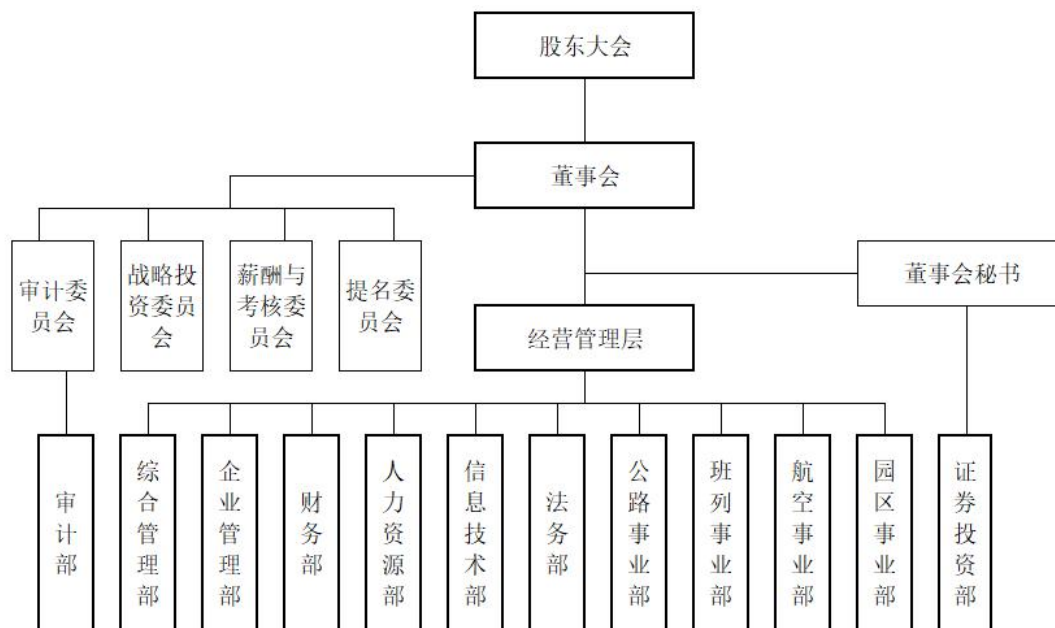 股东大会
董事会
审计委
员会
战略投
资委员
会
薪酬与
考核委
员会
提名委
员会
董事会秘书
经营管理层
审计部
综合管理部
企业管理部
财务部
人力资源部
信息技术部
法务部
公路事业部
班列事业部
航空事业部
园区事业部
证券投资部